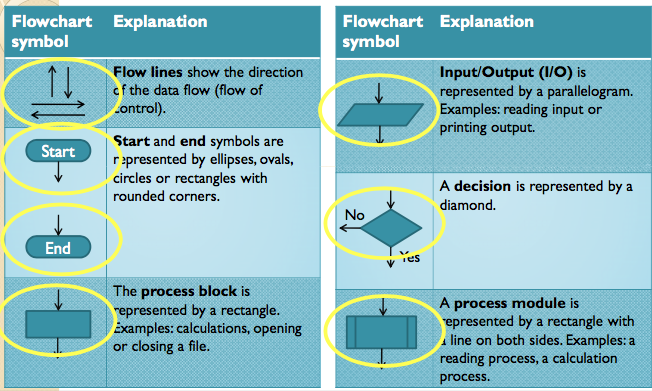 Flowchart symbol
Explanation
Flow lines show the direction
of the data flow (flow of
control).
Start
Start and end symbols are
represented by ellipses, ovals,
circles or rectangles with
rounded corners.
End
The process block is
represented by a rectangle.
Examples: calculations, opening
or closing a file.
Flowchart symbol
Explanation
Input/Output (I/O) is
represented by a parallelogram.
Examples: reading input or
printing output.
A decision is represented by a
diamond.
No
Yes
A process module is
represented by a rectangle with
a line on both sides. Examples: a
reading process, a calculation
process.